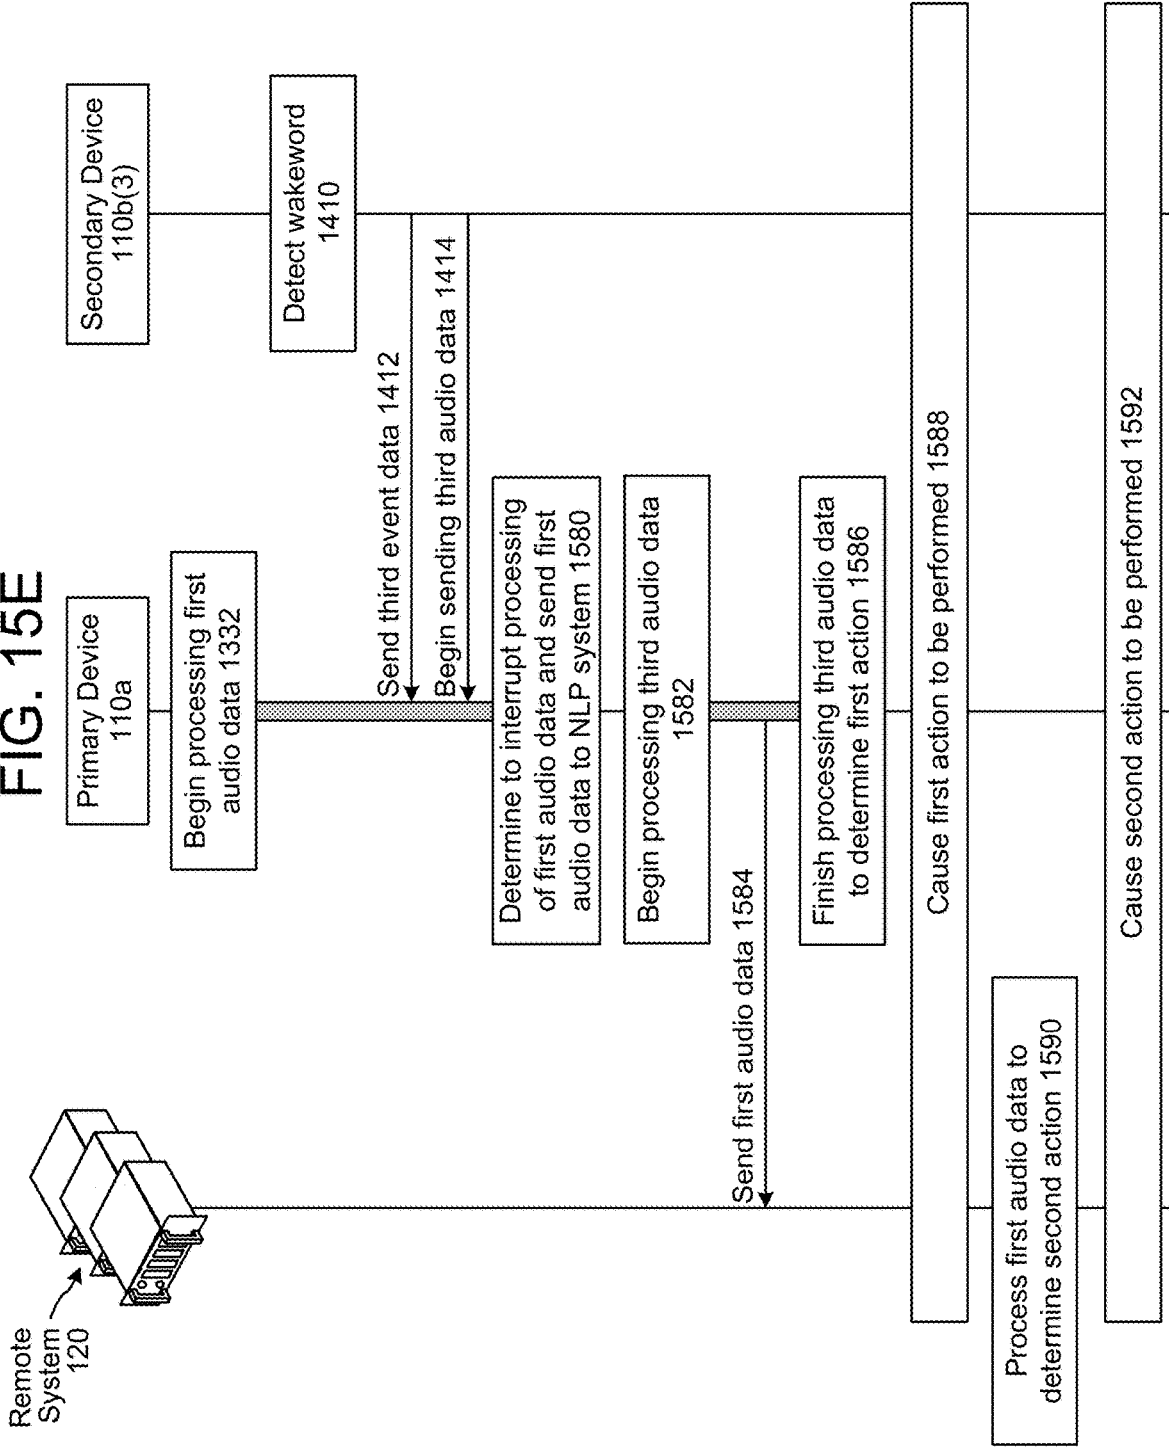 FIG. 15E
Remote
System
120
Primary Device
110a
Secondary Device
110b(3)
Begin processing first
audio data 1332
Detect wakeword
1410
Send third event data 1412
Begin sending third audio data 1414
Determine to interrupt processing
of first audio data and send first
audio data to NLP system 1580
Begin processing third audio data
1582
Send first audio data 1584
Finish processing third audio data
to determine first action 1586
Cause first action to be performed 1588
Process first audio data to
determine second action 1590
Cause second action to be performed 1592